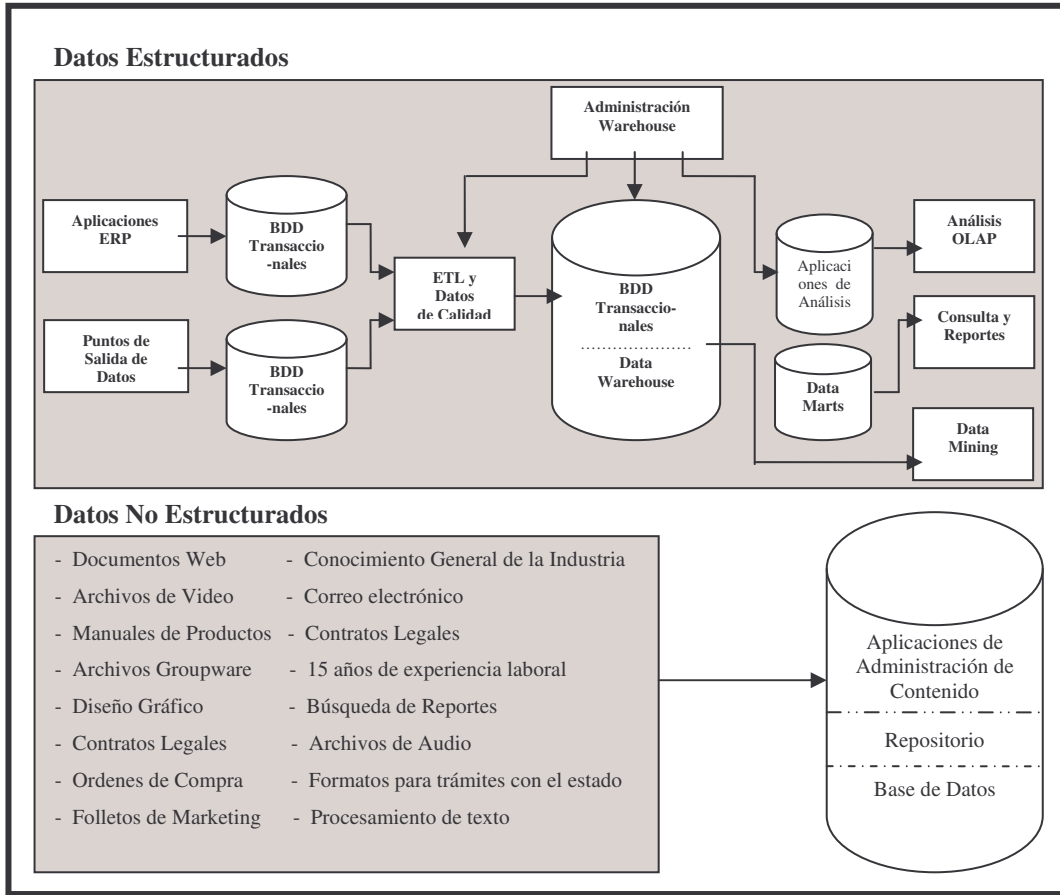 Datos Estructurados
Administración
Warehouse
Aplicaciones
ERP
BDD
Transaccio
-nales
ETL y
Datos
de Calidad
Puntos de
Salida de
Datos
BDD
Transaccio
-nales
BDD
Transaccio-
nales
Data
Warehouse
Aplicaci
ones de
Análisis
Data
Marts
Análisis
OLAP
Consulta y
Reportes
Data
Mining
Datos No Estructurados
- Documentos Web - Conocimiento General de la Industria
- Archivos de Video - Correo electrónico
- Manuales de Productos - Contratos Legales
- Archivos Groupware - 15 años de experiencia laboral
- Diseño Gráfico - Búsqueda de Reportes
- Contratos Legales - Archivos de Audio
- Ordenes de Compra - Formatos para trámites con el estado
- Folletos de Marketing - Procesamiento de texto
Aplicaciones de
Administración de
Contenido
Repositorio
Base de Datos